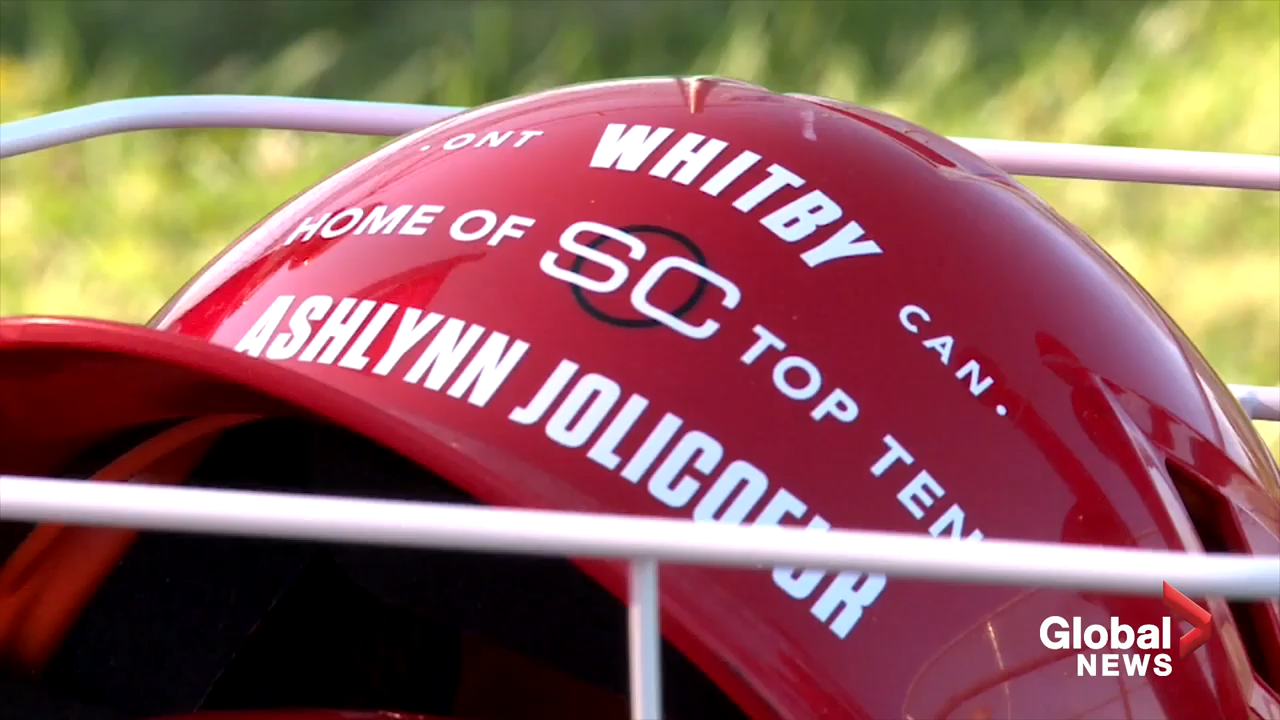 WHITBY
. ONT
CAN.
HOME OF SC TOP TEN
ASHLYNN JOLICOEUR
Global
NEWS